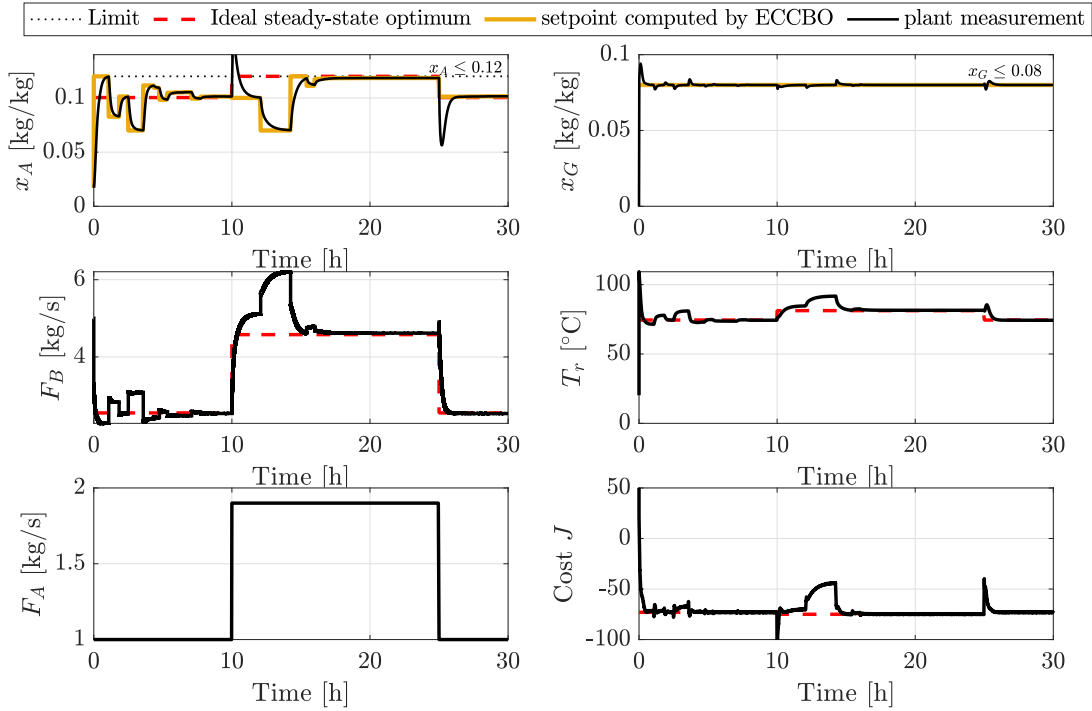 Limit Ideal steady-state optimum setpoint computed by ECCBO plant measurement
x_A [kg/kg]
0.1
0.05
0
x_A ≤ 0.12
0 10 20 30
Time [h]
x_G [kg/kg]
0.1
0.05
0
x_G ≤ 0.08
0 10 20 30
Time [h]
F_B [kg/s]
6
4
0 10 20 30
Time [h]
T_r [°C]
100
50
0
0 10 20 30
Time [h]
F_A [kg/s]
2
1.5
1
0 10 20 30
Time [h]
Cost J
50
0
-50
-100
0 10 20 30
Time [h]